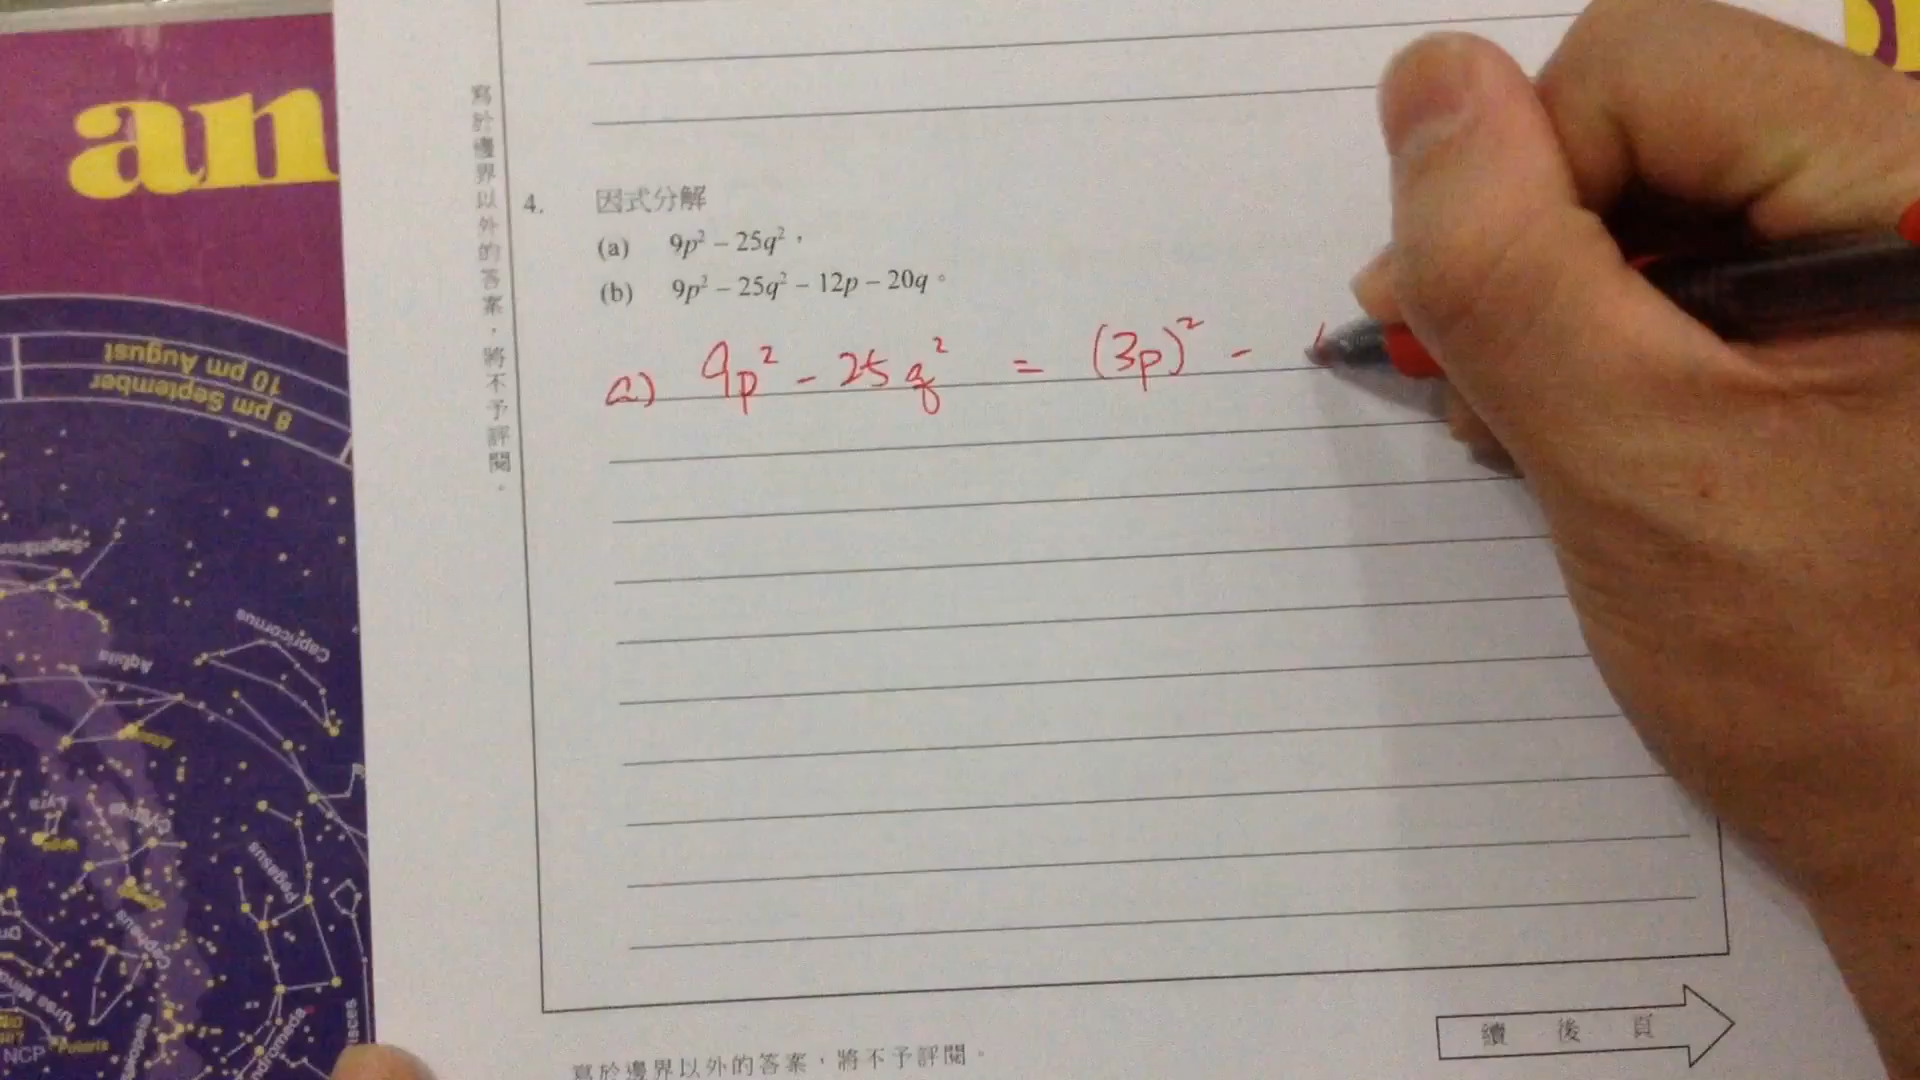 an
10 pm August
8 pm September
Capricornus
Aquila
Lyra
Cygnus
Pegasus
Cepheus
Polaris
NCP
寫於邊界以外的答案，將不予評閱。
4. 因式分解
(a) 9p² – 25q²，
(b) 9p² – 25q² – 12p – 20q。
a) 9p² - 25q² = (3p)² - (
續後頁
寫於邊界以外的答案，將不予評閱。